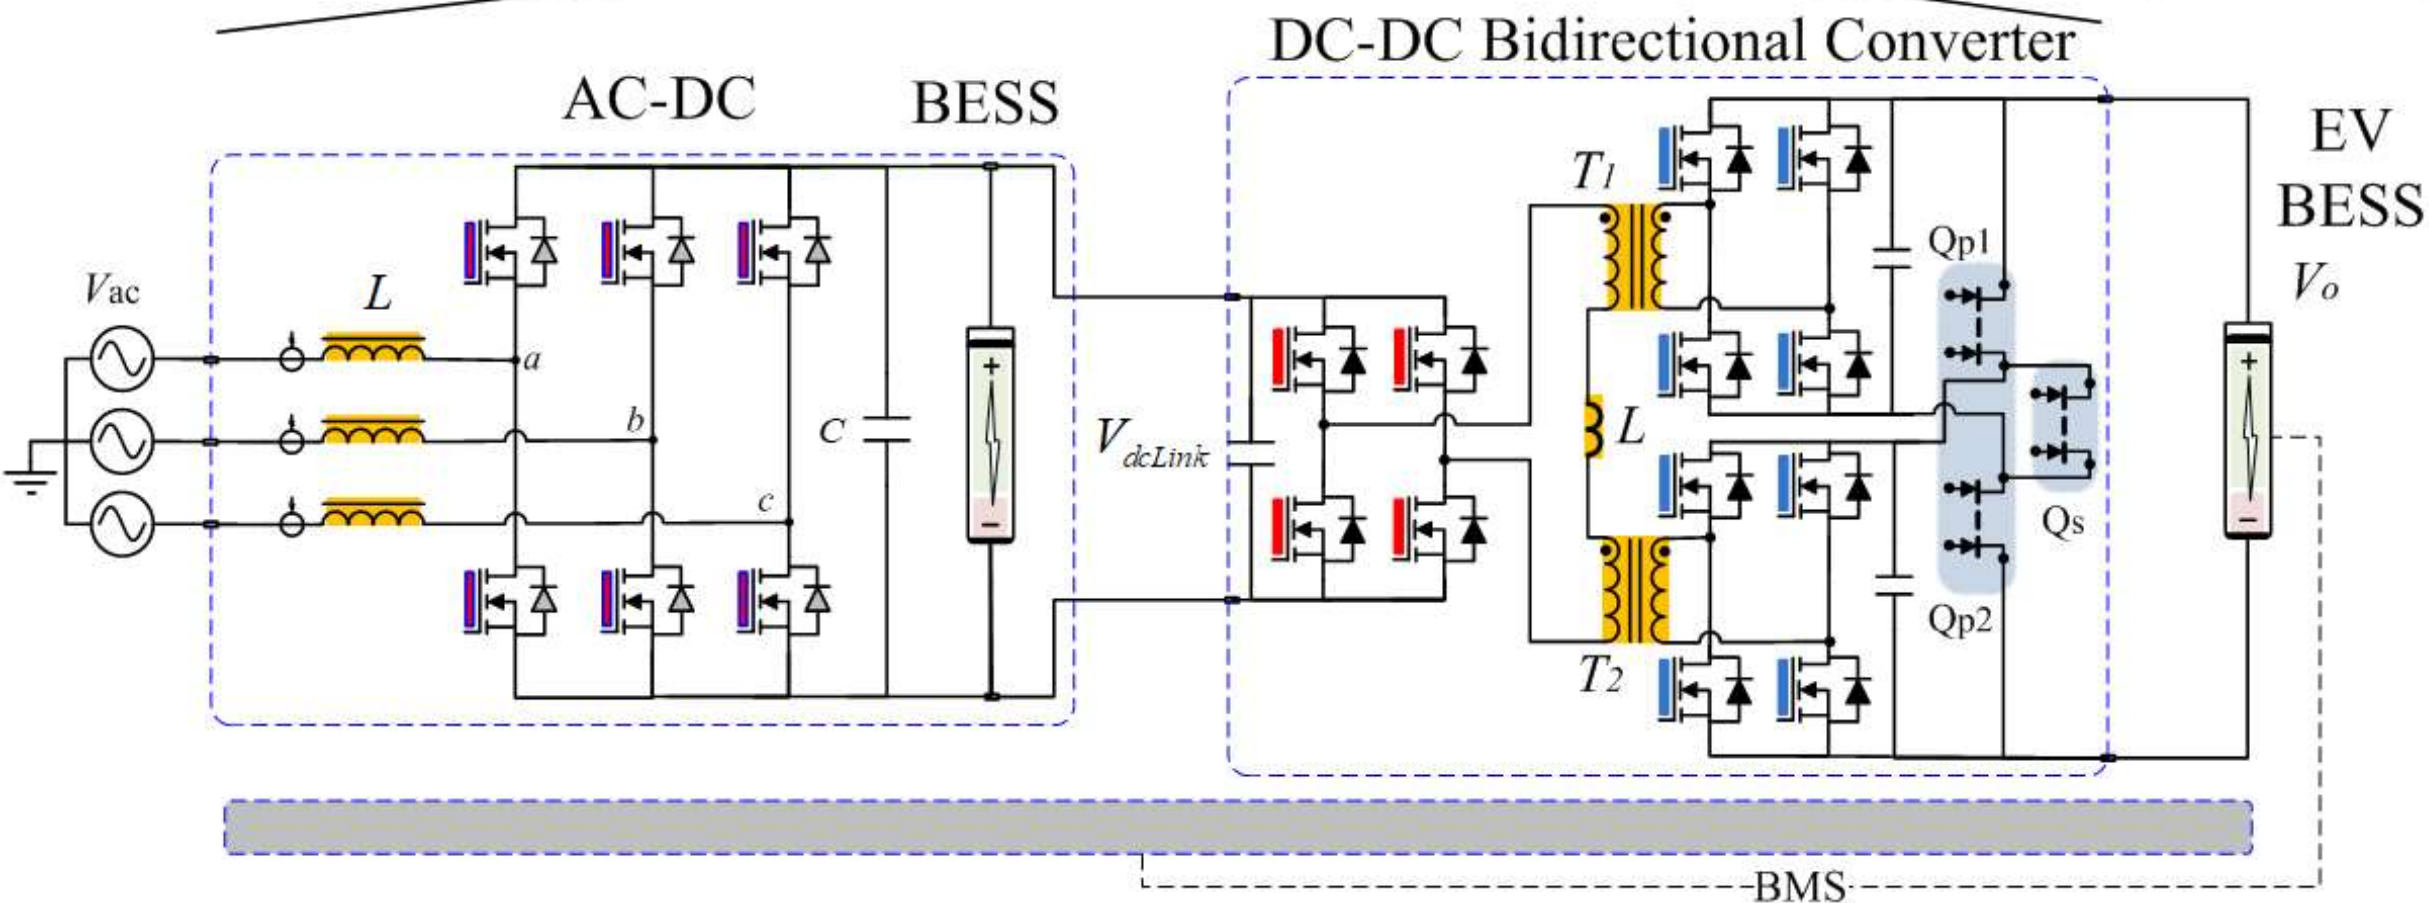 DC-DC Bidirectional Converter
AC-DC
BESS
EV
BESS
Vo
Vac
L
a
b
c
C
+
−
VdcLink
T1
L
T2
Qp1
Qs
Qp2
+
−
BMS